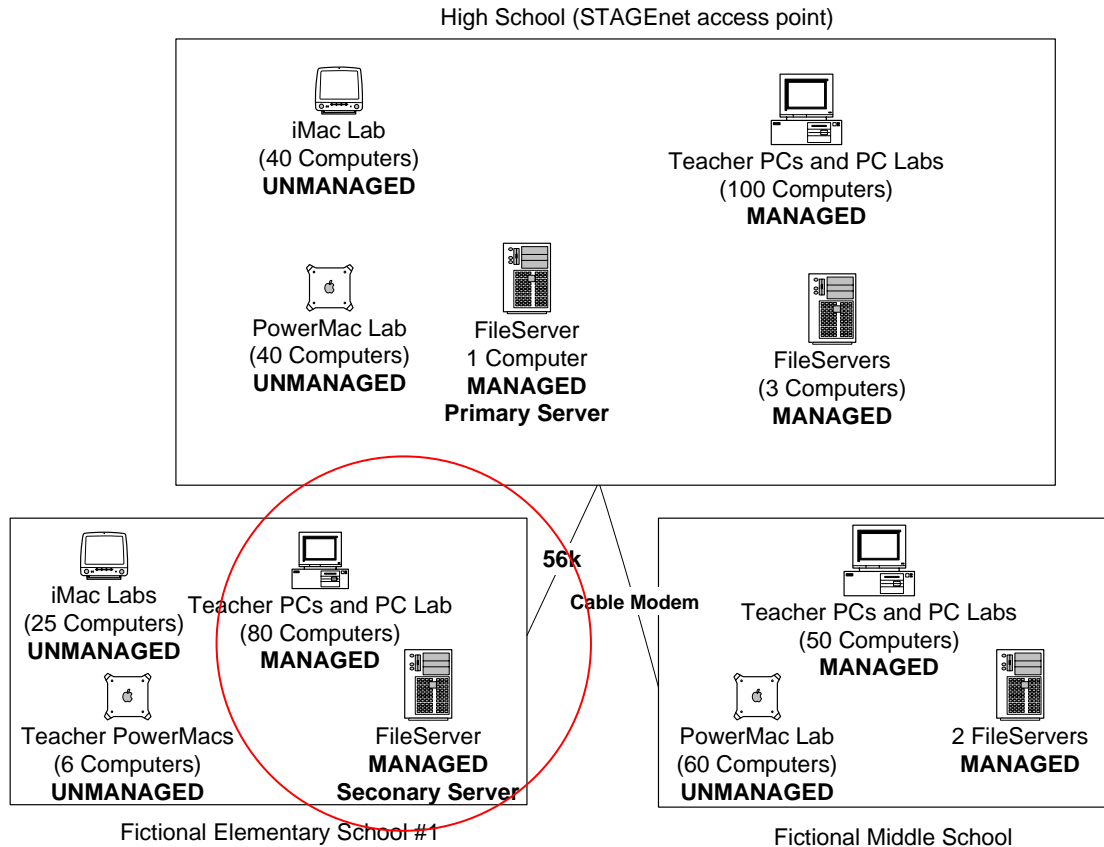 High School (STAGEnet access point)
iMac Lab
(40 Computers)
UNMANAGED
Teacher PCs and PC Labs
(100 Computers)
MANAGED
PowerMac Lab
(40 Computers)
UNMANAGED
FileServer
1 Computer
MANAGED
Primary Server
FileServers
(3 Computers)
MANAGED
56k
Cable Modem
iMac Labs
(25 Computers)
UNMANAGED
Teacher PCs and PC Lab
(80 Computers)
MANAGED
Teacher PowerMacs
(6 Computers)
UNMANAGED
FileServer
MANAGED
Seconary Server
Fictional Elementary School #1
Teacher PCs and PC Labs
(50 Computers)
MANAGED
PowerMac Lab
(60 Computers)
UNMANAGED
2 FileServers
MANAGED
Fictional Middle School